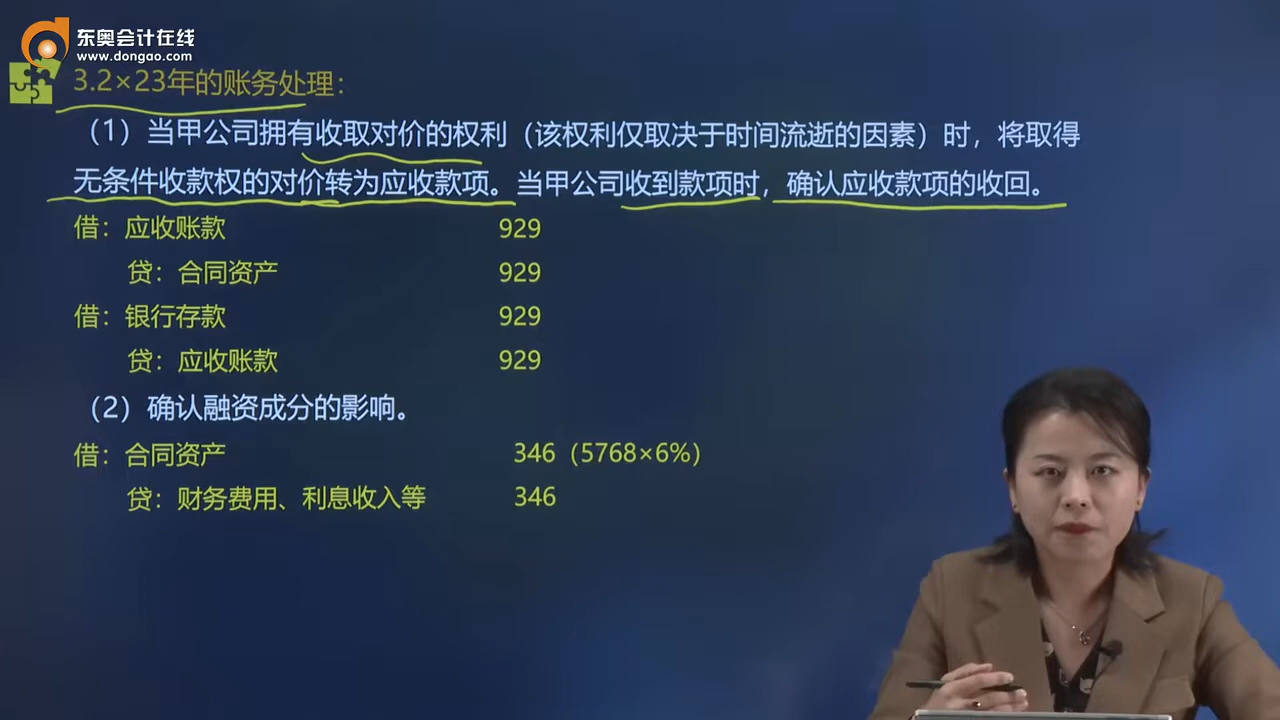 东奥会计在线
www.dongao.com
3.2×23年的账务处理：
（1）当甲公司拥有收取对价的权利（该权利仅取决于时间流逝的因素）时，将取得
无条件收款权的对价转为应收款项。当甲公司收到款项时，确认应收款项的收回。
借：应收账款 929
贷：合同资产 929
借：银行存款 929
贷：应收账款 929
（2）确认融资成分的影响。
借：合同资产 346（5768×6%）
贷：财务费用、利息收入等 346